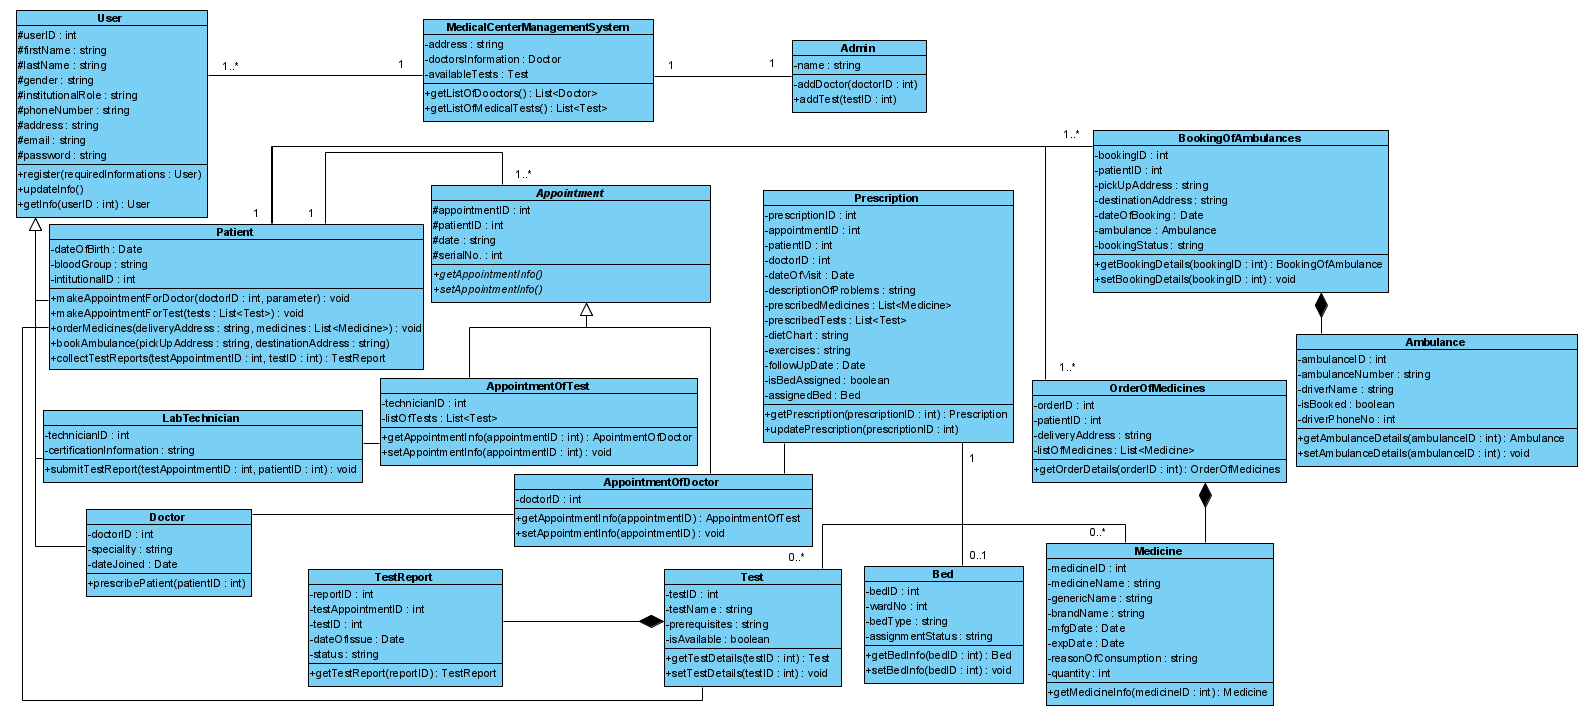 User
#userID : int
#firstName : string
#lastName : string
#gender : string
#institutionalRole : string
#phoneNumber : string
#address : string
#email : string
#password : string
+register(requiredInformations : User)
+updateInfo()
+getInfo(userID : int) : User
1..*
1
MedicalCenterManagementSystem
-address : string
-doctorsInformation : Doctor
-availableTests : Test
+getListOfDooctors() : List<Doctor>
+getListOfMedicalTests() : List<Test>
1
1
Admin
-name : string
-addDoctor(doctorID : int)
+addTest(testID : int)
1
1
Patient
-dateOfBirth : Date
-bloodGroup : string
-intitutionalID : int
+makeAppointmentForDoctor(doctorID : int, parameter) : void
+makeAppointmentForTest(tests : List<Test>) : void
+orderMedicines(deliveryAddress : string, medicines : List<Medicine>) : void
+bookAmbulance(pickUpAddress : string, destinationAddress : string)
+collectTestReports(testAppointmentID : int, testID : int) : TestReport
1..*
Appointment
#appointmentID : int
#patientID : int
#date : string
#serialNo. : int
+getAppointmentInfo()
+setAppointmentInfo()
Prescription
-prescriptionID : int
-appointmentID : int
-patientID : int
-doctorID : int
-dateOfVisit : Date
-descriptionOfProblems : string
-prescribedMedicines : List<Medicine>
-prescribedTests : List<Test>
-dietChart : string
-exercises : string
-followUpDate : Date
-isBedAssigned : boolean
-assignedBed : Bed
+getPrescription(prescriptionID : int) : Prescription
+updatePrescription(prescriptionID : int)
1
1..*
BookingOfAmbulances
-bookingID : int
-patientID : int
-pickUpAddress : string
-destinationAddress : string
-dateOfBooking : Date
-ambulance : Ambulance
-bookingStatus : string
+getBookingDetails(bookingID : int) : BookingOfAmbulance
+setBookingDetails(bookingID : int) : void
Ambulance
-ambulanceID : int
-ambulanceNumber : string
-driverName : string
-isBooked : boolean
-driverPhoneNo : int
+getAmbulanceDetails(ambulanceID : int) : Ambulance
+setAmbulanceDetails(ambulanceID : int) : void
1..*
OrderOfMedicines
-orderID : int
-patientID : int
-deliveryAddress : string
-listOfMedicines : List<Medicine>
+getOrderDetails(orderID : int) : OrderOfMedicines
AppointmentOfTest
-technicianID : int
-listOfTests : List<Test>
+getAppointmentInfo(appointmentID : int) : ApointmentOfDoctor
+setAppointmentInfo(appointmentID : int) : void
LabTechnician
-technicianID : int
-certificationInformation : string
+submitTestReport(testAppointmentID : int, patientID : int) : void
AppointmentOfDoctor
-doctorID : int
+getAppointmentInfo(appointmentID) : AppointmentOfTest
+setAppointmentInfo(appointmentID) : void
Doctor
-doctorID : int
-speciality : string
-dateJoined : Date
+prescribePatient(patientID : int)
TestReport
-reportID : int
-testAppointmentID : int
-testID : int
-dateOfIssue : Date
-status : string
+getTestReport(reportID) : TestReport
0..*
Test
-testID : int
-testName : string
-prerequisites : string
-isAvailable : boolean
+getTestDetails(testID : int) : Test
+setTestDetails(testID : int) : void
0..1
Bed
-bedID : int
-wardNo : int
-bedType : string
-assignmentStatus : string
+getBedInfo(bedID : int) : Bed
+setBedInfo(bedID : int) : void
0..*
Medicine
-medicineID : int
-medicineName : string
-genericName : string
-brandName : string
-mfgDate : Date
-expDate : Date
-reasonOfConsumption : string
-quantity : int
+getMedicineInfo(medicineID : int) : Medicine